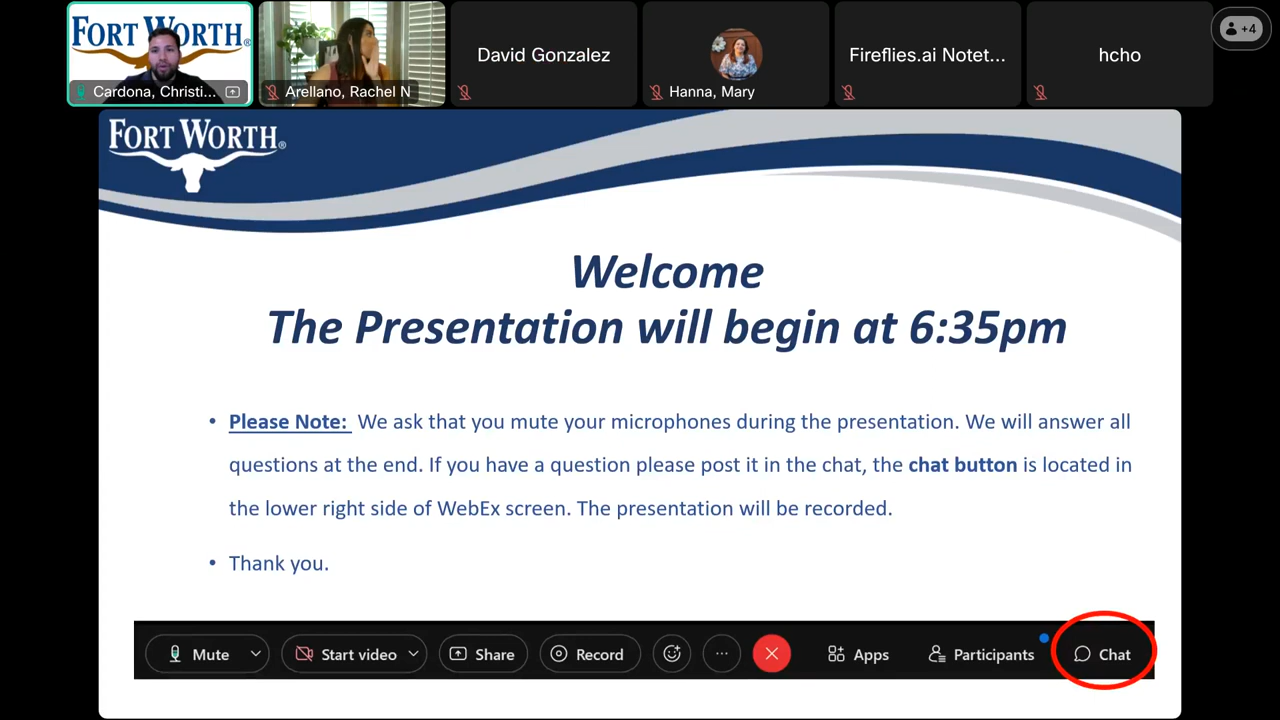 FORT WORTH
Cardona, Christi...
Arellano, Rachel N
David Gonzalez
Hanna, Mary
Fireflies.ai Notet...
hcho
+4
FORT WORTH®
Welcome
The Presentation will begin at 6:35pm
• Please Note: We ask that you mute your microphones during the presentation. We will answer all
questions at the end. If you have a question please post it in the chat, the chat button is located in
the lower right side of WebEx screen. The presentation will be recorded.
• Thank you.
Mute
Start video
Share
Record
Apps
Participants
Chat